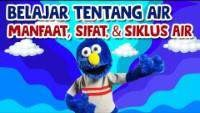 BELAJAR TENTANG AIR
MANFAAT, SIFAT, & SIKLUS AIR